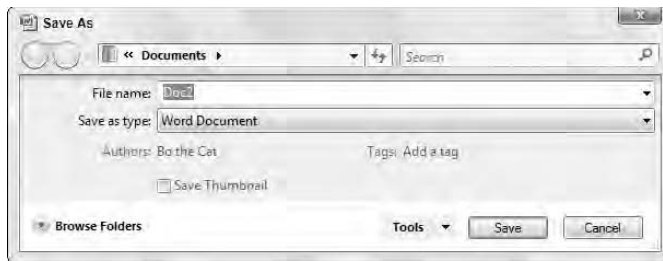 Save As
« Documents
Search
File name: Doc2
Save as type: Word Document
Authors: Bo the Cat Tags: Add a tag
Save Thumbnail
Browse Folders Tools Save Cancel